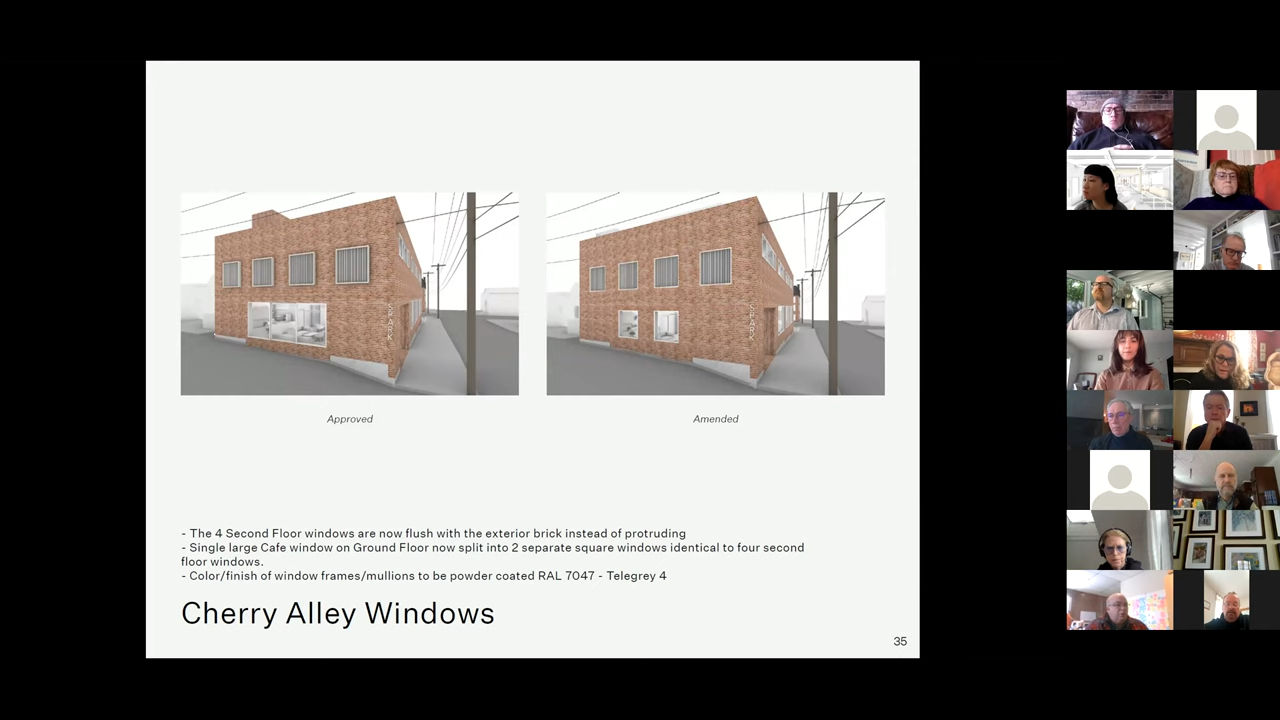 Approved
Amended
- The 4 Second Floor windows are now flush with the exterior brick instead of protruding
- Single large Cafe window on Ground Floor now split into 2 separate square windows identical to four second
floor windows.
- Color/finish of window frames/mullions to be powder coated RAL 7047 - Telegrey 4
Cherry Alley Windows
35